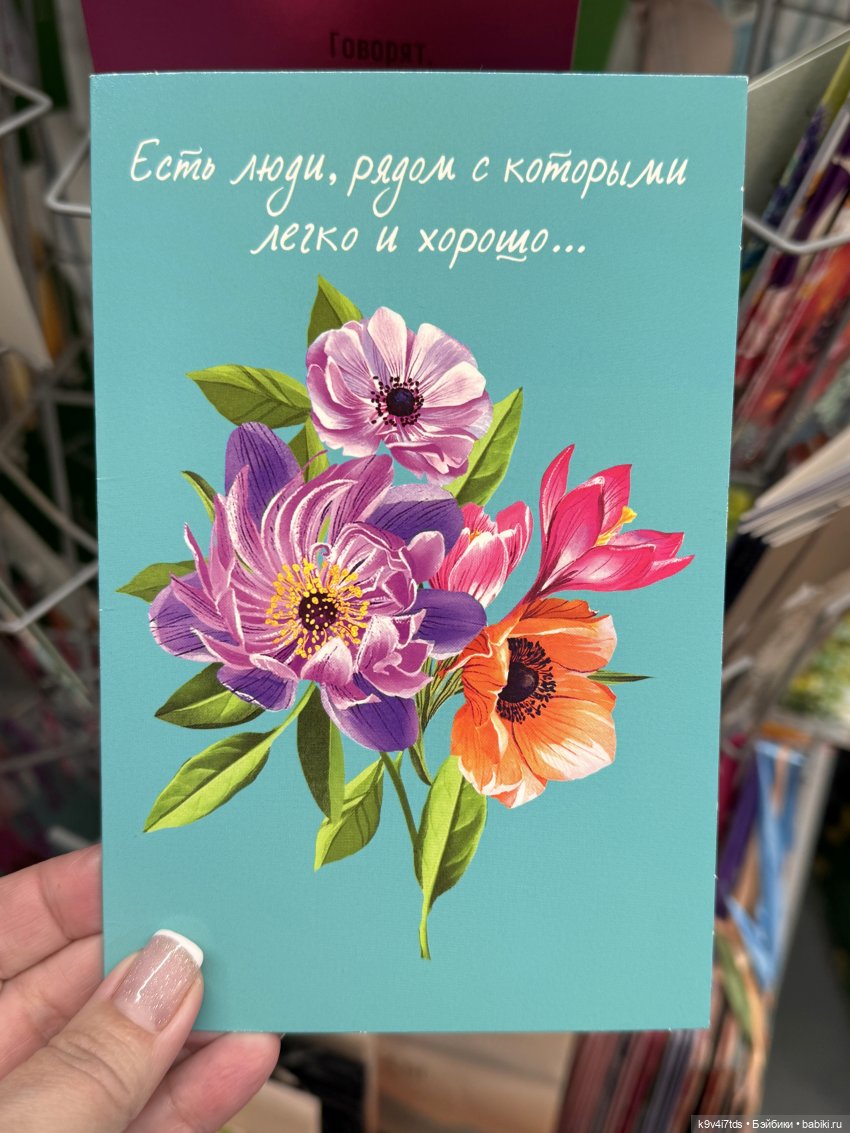 Говорят,
Есть люди, рядом с которыми
легко и хорошо...
k9v4i7tds • Бэйбики • babiki.ru